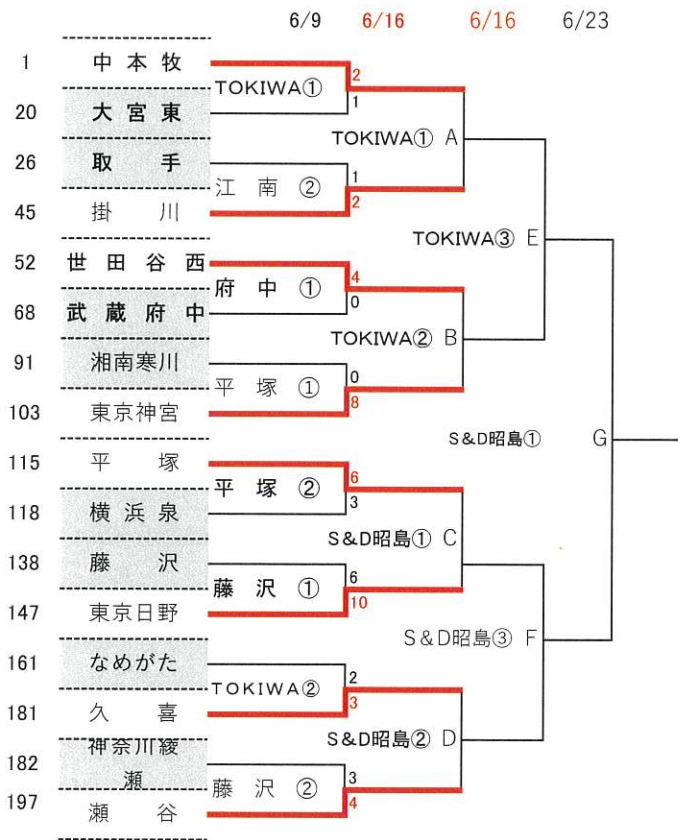 6/9 6/16 6/16 6/23
1 中本牧
TOKIWA① 2
1
20 大宮東
TOKIWA① A
26 取手
江南② 1
2
45 掛川
TOKIWA③ E
52 世田谷西
府中① 4
0
68 武蔵府中
TOKIWA② B
91 湘南寒川
平塚① 0
8
103 東京神宮
S&D昭島① G
115 平塚
平塚② 6
3
118 横浜泉
S&D昭島① C
138 藤沢
藤沢① 6
10
147 東京日野
S&D昭島③ F
161 なめがた
TOKIWA② 2
3
181 久喜
S&D昭島② D
182 神奈川綾
瀬
藤沢② 3
4
197 瀬谷